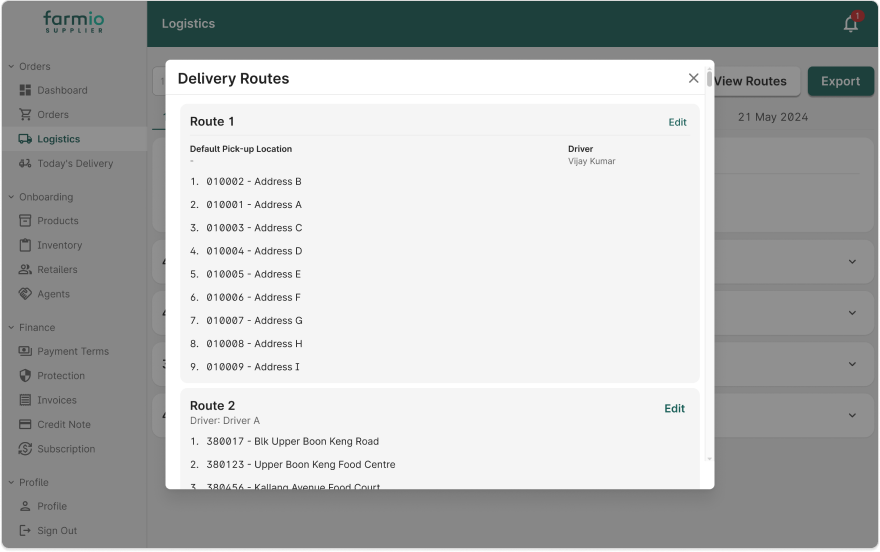 farmio
SUPPLIER
Logistics
1
Orders
Dashboard
Orders
Logistics
Today's Delivery
Onboarding
Products
Inventory
Retailers
Agents
Finance
Payment Terms
Protection
Invoices
Credit Note
Subscription
Profile
Profile
Sign Out
View Routes
Export
21 May 2024
Delivery Routes
Route 1
Edit
Default Pick-up Location
Driver
-
Vijay Kumar
1. 010002 - Address B
2. 010001 - Address A
3. 010003 - Address C
4. 010004 - Address D
5. 010005 - Address E
6. 010006 - Address F
7. 010007 - Address G
8. 010008 - Address H
9. 010009 - Address I
Route 2
Edit
Driver: Driver A
1. 380017 - Blk Upper Boon Keng Road
2. 380123 - Upper Boon Keng Food Centre
3. 380456 - Kallang Avenue Food Court